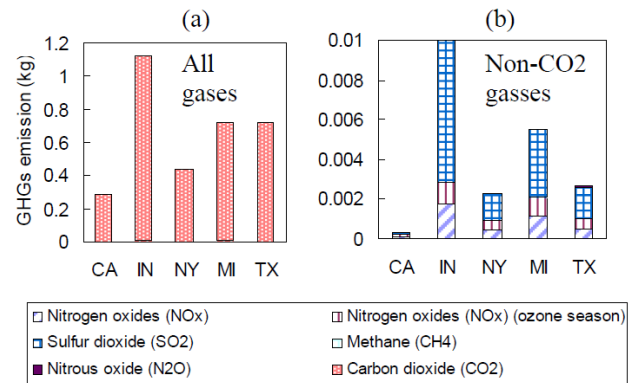 (a)
GHGs emission (kg)
1.2
1
0.8
0.6
0.4
0.2
0
All
gases
CA IN NY MI TX
(b)
0.01
0.008
0.006
0.004
0.002
0
Non-CO2
gasses
CA IN NY MI TX
Nitrogen oxides (NOx)
Nitrogen oxides (NOx) (ozone season)
Sulfur dioxide (SO2)
Methane (CH4)
Nitrous oxide (N2O)
Carbon dioxide (CO2)